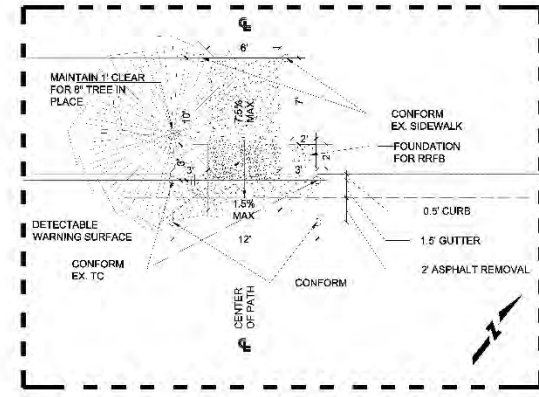 ℄
6'
MAINTAIN 1' CLEAR
FOR 8" TREE IN
PLACE
10'
7.5%
MAX
7'
CONFORM
EX. SIDEWALK
2'
2'
FOUNDATION
FOR RRFB
3'
3'
1.5%
MAX
0.5' CURB
DETECTABLE
WARNING SURFACE
12'
1.5' GUTTER
CONFORM
EX. TC
CONFORM
2' ASPHALT REMOVAL
CENTER
OF PATH
℄
Z